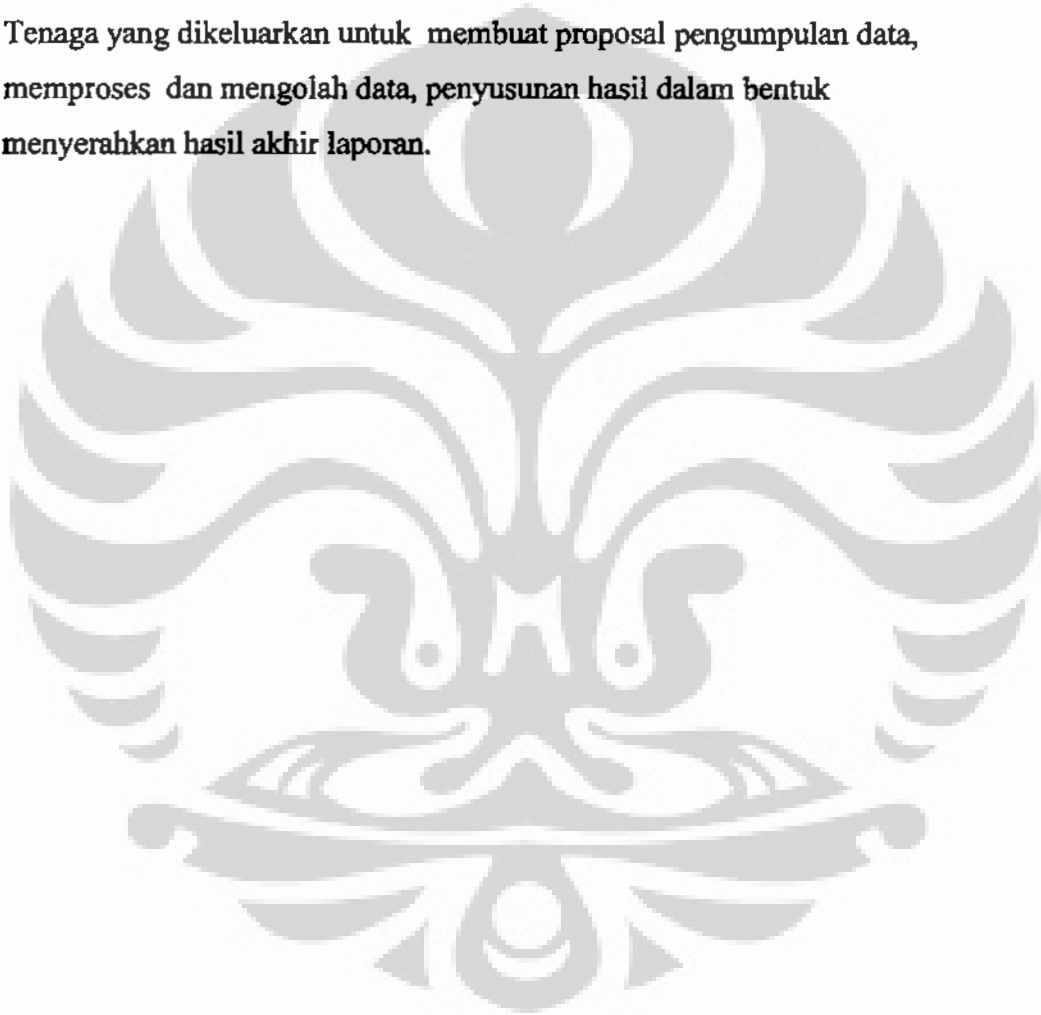 Tenaga yang dikeluarkan untuk membuat proposal pengumpulan data,
memproses dan mengolah data, penyusunan hasil dalam bentuk
menyerahkan hasil akhir laporan.